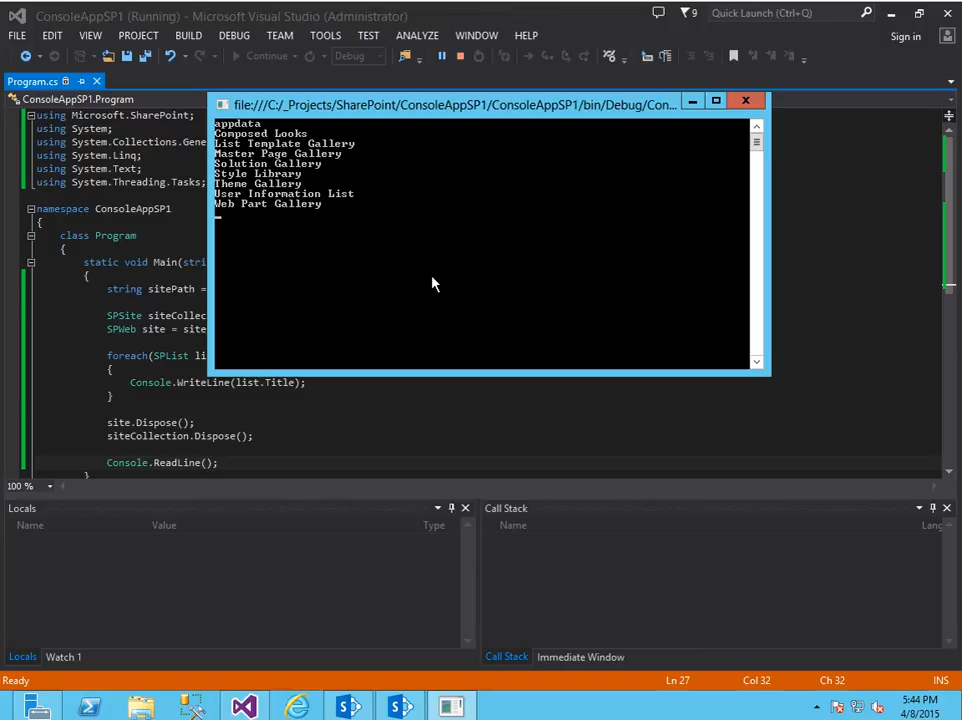 ConsoleAppSP1 (Running) - Microsoft Visual Studio (Administrator)
9
Quick Launch (Ctrl+Q)
FILE EDIT VIEW PROJECT BUILD DEBUG TEAM TOOLS TEST ANALYZE WINDOW HELP
Sign in
Continue
Debug
Program.cs
ConsoleAppSP1.Program
file:///C:/_Projects/SharePoint/ConsoleAppSP1/ConsoleAppSP1/bin/Debug/Con...
appdata
Composed Looks
List Template Gallery
Master Page Gallery
Solution Gallery
Style Library
Theme Gallery
User Information List
Web Part Gallery
using Microsoft.SharePoint;
using System;
using System.Collections.Gene
using System.Linq;
using System.Text;
using System.Threading.Tasks;
namespace ConsoleAppSP1
{
class Program
{
static void Main(stri
{
string sitePath =
SPSite siteCollec
SPWeb site = site
foreach(SPList li
{
Console.WriteLine(list.Title);
}
site.Dispose();
siteCollection.Dispose();
Console.ReadLine();
}
100 %
Locals
Name Value Type
Call Stack
Name Lang
Locals Watch 1
Call Stack Immediate Window
Ready
Ln 27 Col 32 Ch 32 INS
5:44 PM
4/8/2015